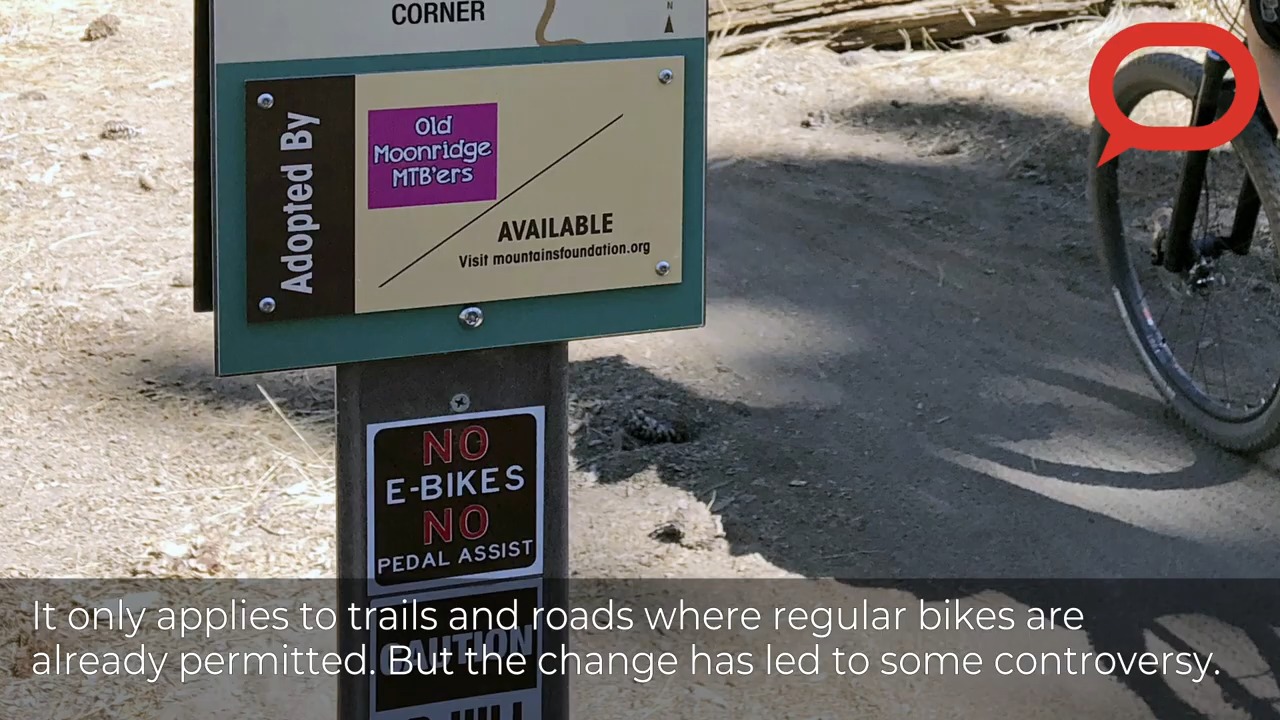 CORNER
N
Adopted By
Old
Moonridge
MTB'ers
AVAILABLE
Visit mountainsfoundation.org
NO
E-BIKES
NO
PEDAL ASSIST
CAUTION
It only applies to trails and roads where regular bikes are
already permitted. But the change has led to some controversy.